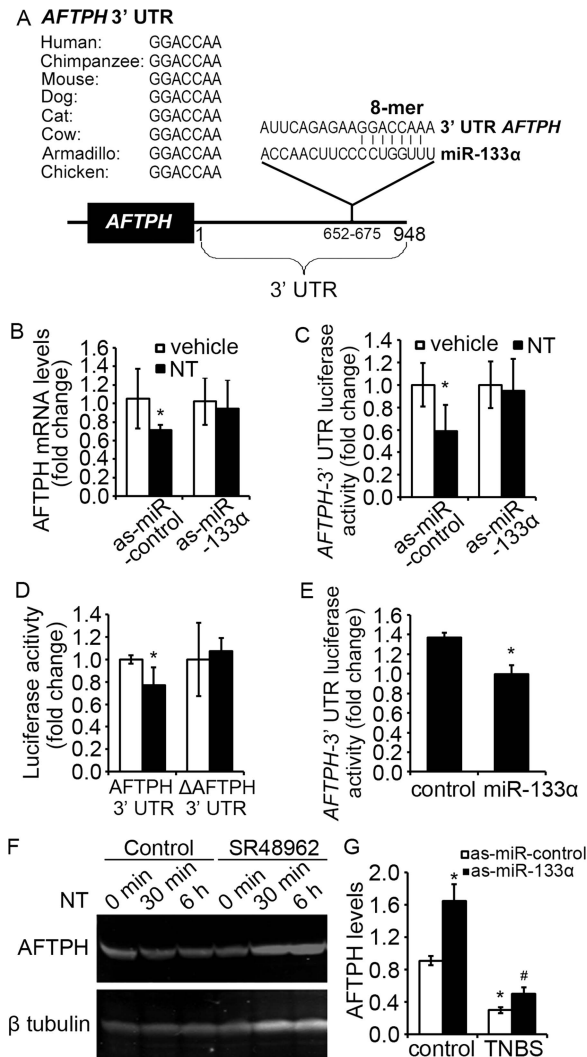 A AFTPH 3’ UTR
Human: GGACCAA
Chimpanzee: GGACCAA
Mouse: GGACCAA
Dog: GGACCAA
Cat: GGACCAA
Cow: GGACCAA
Armadillo: GGACCAA
Chicken: GGACCAA
8-mer
AUUCAGAGAAGGACCAAA 3’ UTR AFTPH
ACCAACUUCCCCUGGUUU miR-133α
AFTPH
1 652-675 948
3’ UTR
B
AFTPH mRNA levels
(fold change)
1.6
1.4
1.2
1.0
0.8
0.6
0.4
0.2
0.0
vehicle
NT
*
as-miR
-control
as-miR
-133α
C
AFTPH-3’ UTR luciferase
activity (fold change)
1.4
1.2
1.0
0.8
0.6
0.4
0.2
0.0
vehicle
NT
*
as-miR
-control
as-miR
-133α
D
Luciferase acitivty
(fold change)
1.4
1.2
1.0
0.8
0.6
0.4
0.2
0.0
*
AFTPH
3’ UTR
ΔAFTPH
3’ UTR
E
AFTPH-3’ UTR luciferase
activity (fold change)
1.6
1.4
1.2
1.0
0.8
0.6
0.4
0.2
0.0
*
control miR-133α
F
Control SR48962
NT 0 min 30 min 6 h 0 min 30 min 6 h
AFTPH
β tubulin
G
as-miR-control
as-miR-133α
AFTPH levels
2.0
1.6
1.2
0.8
0.4
0.0
*
*
#
control TNBS